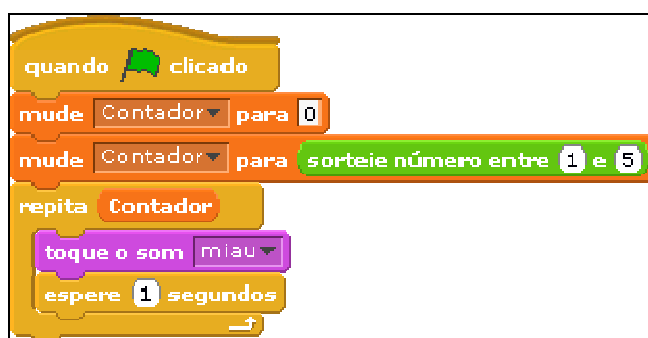 quando clicado
mude Contador para 0
mude Contador para sorteie número entre 1 e 5
repita Contador
toque o som miau
espere 1 segundos